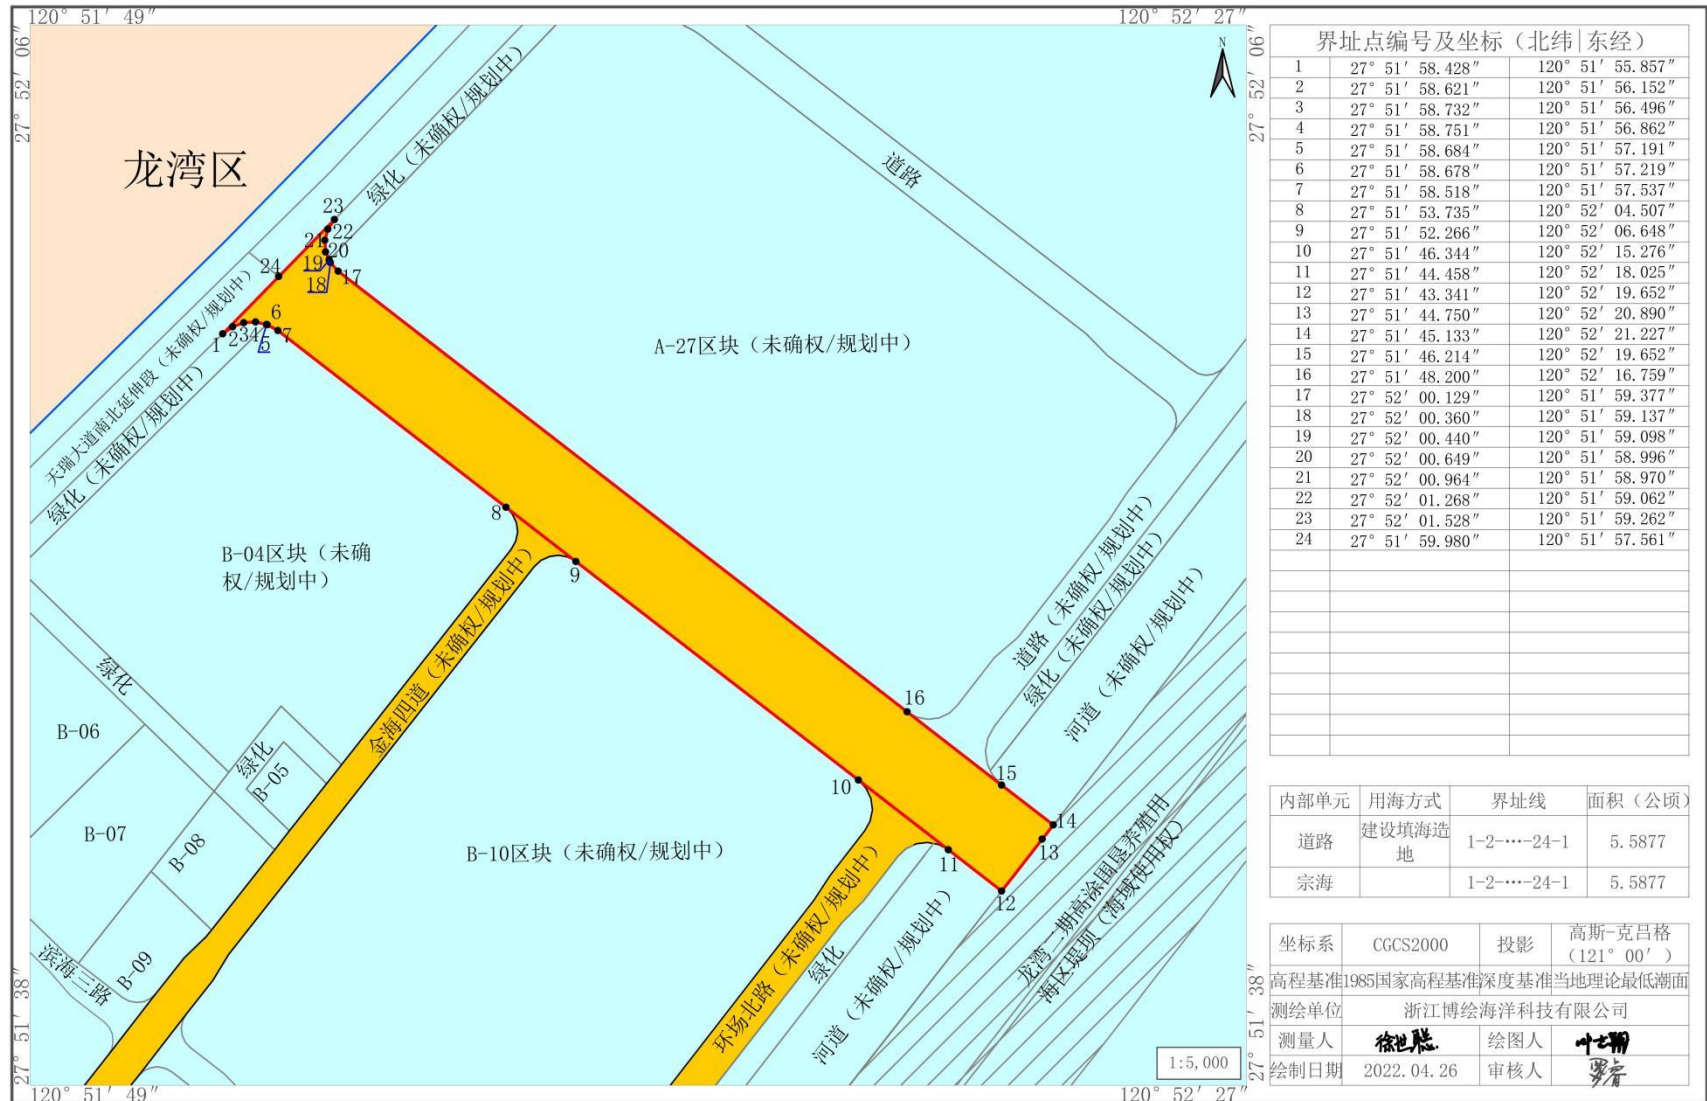 120° 51′ 49″
120° 52′ 27″
27° 52′ 06″
27° 52′ 06″
N
龙湾区
绿化（未确权/规划中）
道路
23
22
21
20
19
18
17
24
天瑞大道南北延伸段（未确权/规划中）
绿化（未确权/规划中）
1
2
3
4
5
6
7
A-27区块（未确权/规划中）
8
9
B-04区块（未确
权/规划中）
金海四道（未确权/规划中）
道路（未确权/规划中）
绿化（未确权/规划中）
河道（未确权/规划中）
绿化
B-06
绿化
B-05
B-07
B-08
B-09
滨海三路
16
15
10
14
13
11
12
B-10区块（未确权/规划中）
环场北路（未确权/规划中）
绿化
河道（未确权/规划中）
龙湾二期高涂围垦养殖用
海区堤坝（海域使用权）
1:5,000
27° 51′ 38″
27° 51′ 38″
120° 51′ 49″
120° 52′ 27″
界址点编号及坐标（北纬|东经）
1 27° 51′ 58.428″ 120° 51′ 55.857″
2 27° 51′ 58.621″ 120° 51′ 56.152″
3 27° 51′ 58.732″ 120° 51′ 56.496″
4 27° 51′ 58.751″ 120° 51′ 56.862″
5 27° 51′ 58.684″ 120° 51′ 57.191″
6 27° 51′ 58.678″ 120° 51′ 57.219″
7 27° 51′ 58.518″ 120° 51′ 57.537″
8 27° 51′ 53.735″ 120° 52′ 04.507″
9 27° 51′ 52.266″ 120° 52′ 06.648″
10 27° 51′ 46.344″ 120° 52′ 15.276″
11 27° 51′ 44.458″ 120° 52′ 18.025″
12 27° 51′ 43.341″ 120° 52′ 19.652″
13 27° 51′ 44.750″ 120° 52′ 20.890″
14 27° 51′ 45.133″ 120° 52′ 21.227″
15 27° 51′ 46.214″ 120° 52′ 19.652″
16 27° 51′ 48.200″ 120° 52′ 16.759″
17 27° 52′ 00.129″ 120° 51′ 59.377″
18 27° 52′ 00.360″ 120° 51′ 59.137″
19 27° 52′ 00.440″ 120° 51′ 59.098″
20 27° 52′ 00.649″ 120° 51′ 58.996″
21 27° 52′ 00.964″ 120° 51′ 58.970″
22 27° 52′ 01.268″ 120° 51′ 59.062″
23 27° 52′ 01.528″ 120° 51′ 59.262″
24 27° 51′ 59.980″ 120° 51′ 57.561″
内部单元 用海方式 界址线 面积（公顷）
道路 建设填海造地 1-2-…-24-1 5.5877
宗海 1-2-…-24-1 5.5877
坐标系 CGCS2000 投影 高斯-克吕格（121° 00′）
高程基准 1985国家高程基准 深度基准 当地理论最低潮面
测绘单位 浙江博绘海洋科技有限公司
测量人 徐世聪 绘图人
绘制日期 2022.04.26 审核人